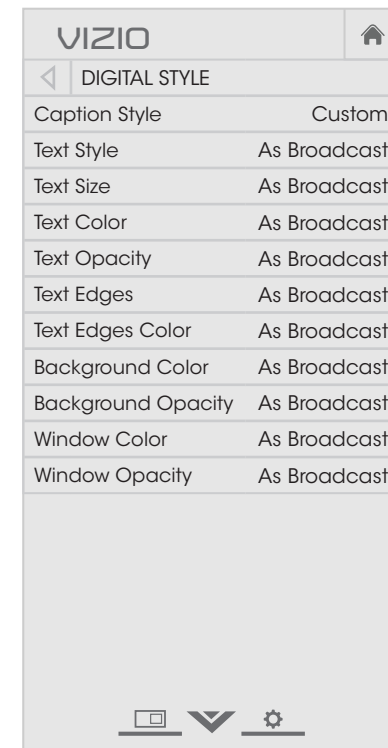 VIZIO
DIGITAL STYLE
Caption Style Custom
Text Style As Broadcast
Text Size As Broadcast
Text Color As Broadcast
Text Opacity As Broadcast
Text Edges As Broadcast
Text Edges Color As Broadcast
Background Color As Broadcast
Background Opacity As Broadcast
Window Color As Broadcast
Window Opacity As Broadcast